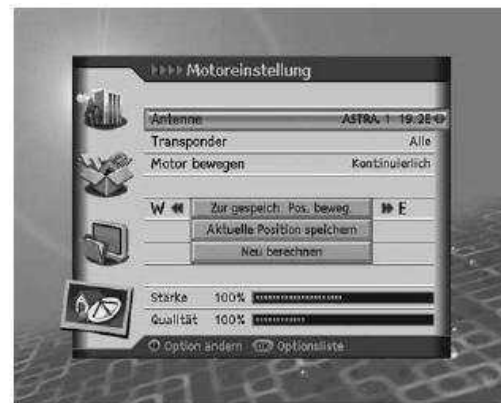 Motoreinstellung
Antenne ASTRA 1 19.2E
Transponder Alle
Motor bewegen Kontinuierlich
W Zur gespeich. Pos. beweg. E
Aktuelle Position speichern
Neu berechnen
Stärke 100%
Qualität 100%
Option ändern OK Optionsliste